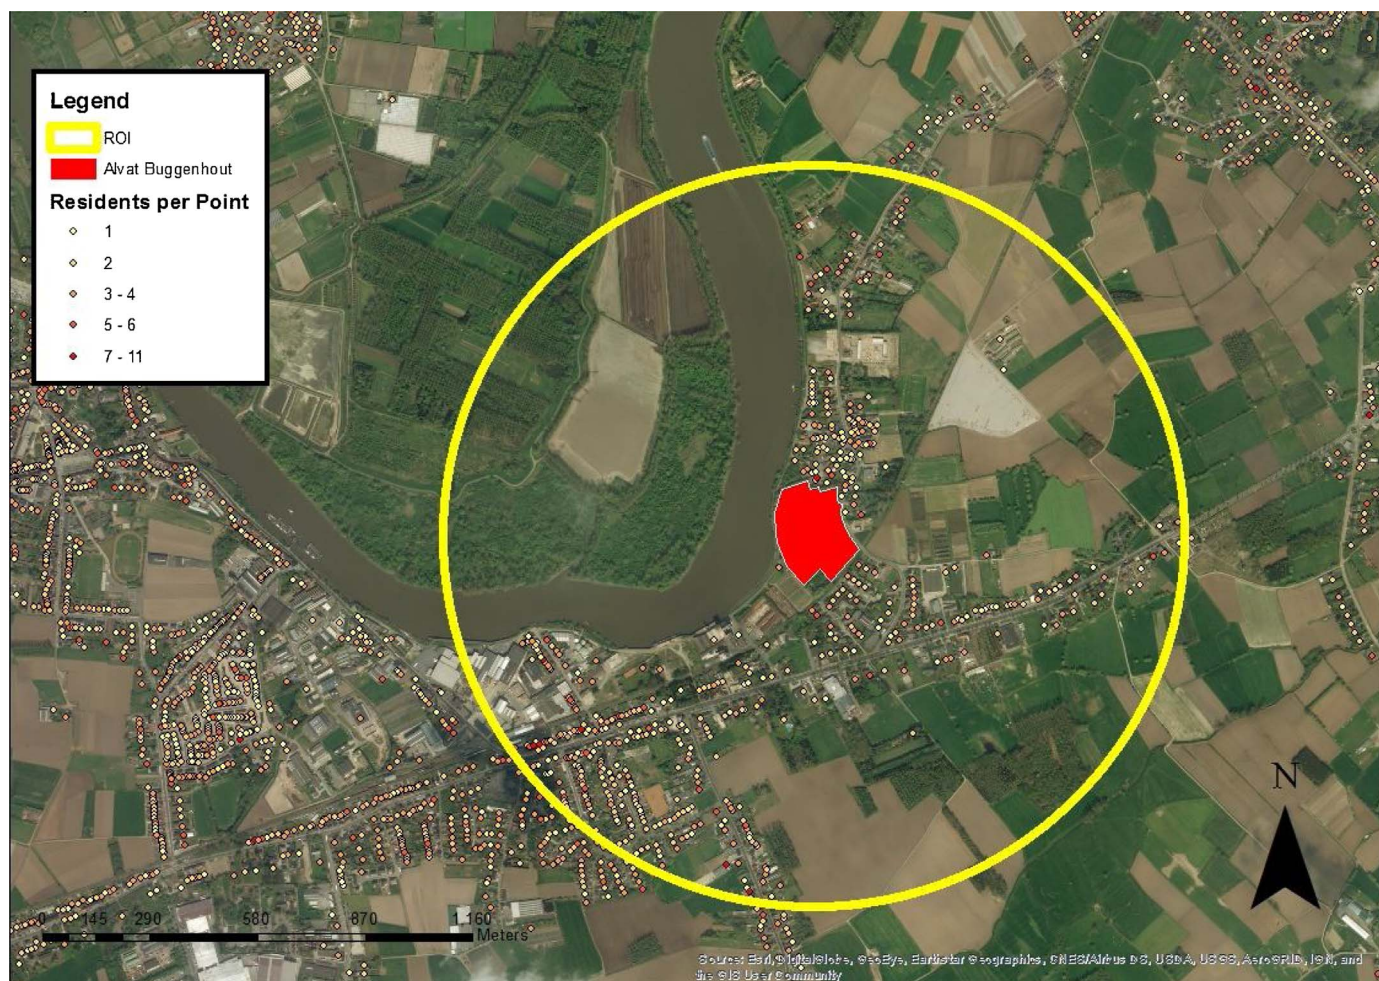 Legend
ROI
Alvat Buggenhout
Residents per Point
1
2
3 - 4
5 - 6
7 - 11
N
0 145 290 580 870 1.160
Meters
Source: Esri, DigitalGlobe, GeoEye, Earthstar Geographics, CNES/Airbus DS, USDA, USGS, AeroGRID, IGN, and
the GIS User Community